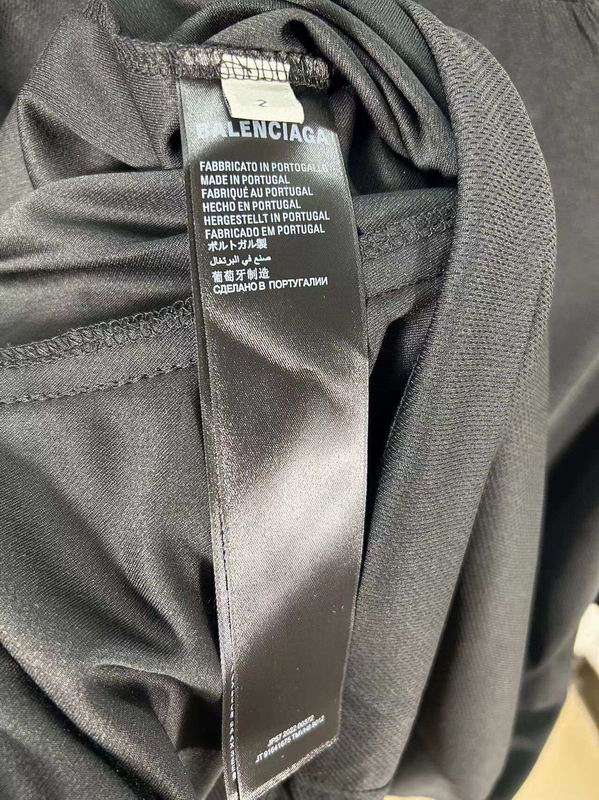 2
BALENCIAGA
FABBRICATO IN PORTOGALLO
MADE IN PORTUGAL
FABRIQUÉ AU PORTUGAL
HECHO EN PORTUGAL
HERGESTELLT IN PORTUGAL
FABRICADO EM PORTUGAL
ポルトガル製
صنع في البرتغال
葡萄牙制造
СДЕЛАНО В ПОРТУГАЛИИ